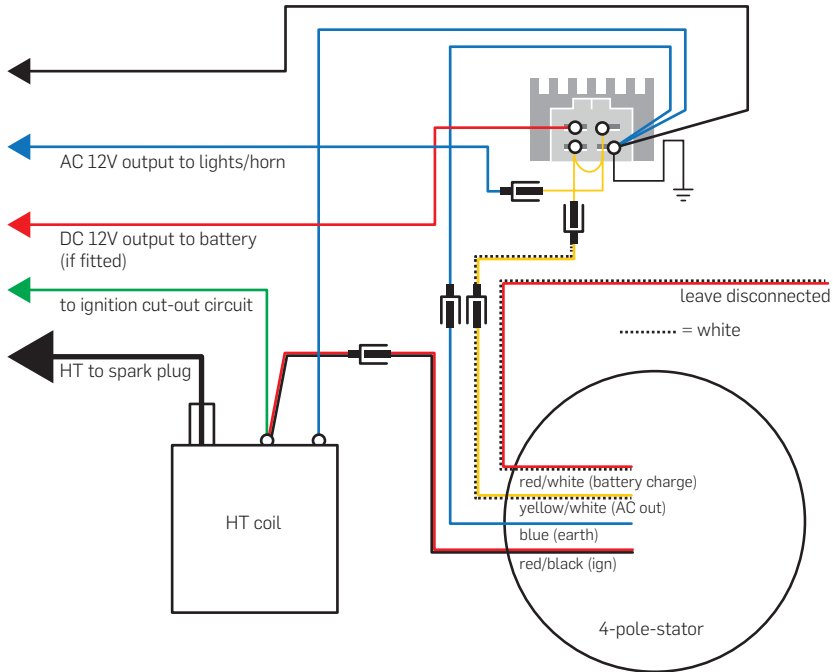 AC 12V output to lights/horn
DC 12V output to battery
(if fitted)
to ignition cut-out circuit
leave disconnected
= white
HT to spark plug
HT coil
red/white (battery charge)
yellow/white (AC out)
blue (earth)
red/black (ign)
4-pole-stator